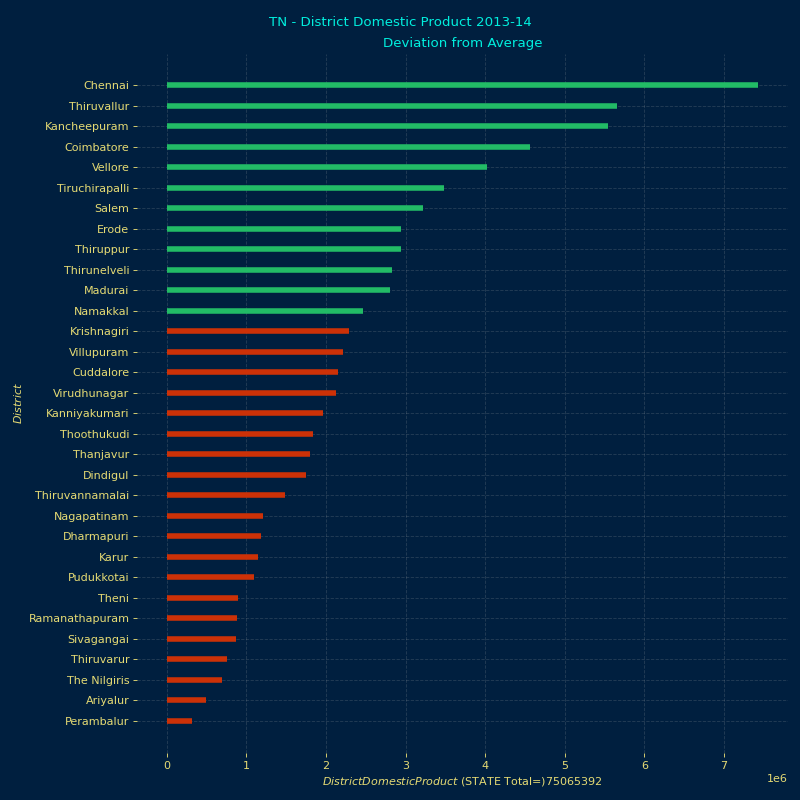 TN - District Domestic Product 2013-14
Deviation from Average
Chennai
Thiruvallur
Kancheepuram
Coimbatore
Vellore
Tiruchirapalli
Salem
Erode
Thiruppur
Thirunelveli
Madurai
Namakkal
Krishnagiri
Villupuram
Cuddalore
Virudhunagar
Kanniyakumari
Thoothukudi
Thanjavur
Dindigul
Thiruvannamalai
Nagapatinam
Dharmapuri
Karur
Pudukkotai
Theni
Ramanathapuram
Sivagangai
Thiruvarur
The Nilgiris
Ariyalur
Perambalur
District
0 1 2 3 4 5 6 7
1e6
DistrictDomesticProduct (STATE Total=)75065392